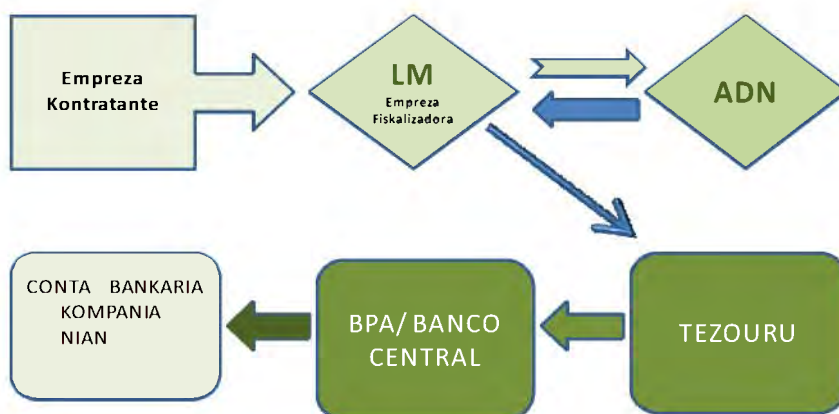 Empreza
Kontratante
LM
Empreza
Fiskalizadora
ADN
CONTA BANKARIA
KOMPANIA
NIAN
BPA/ BANCO
CENTRAL
TEZOURU